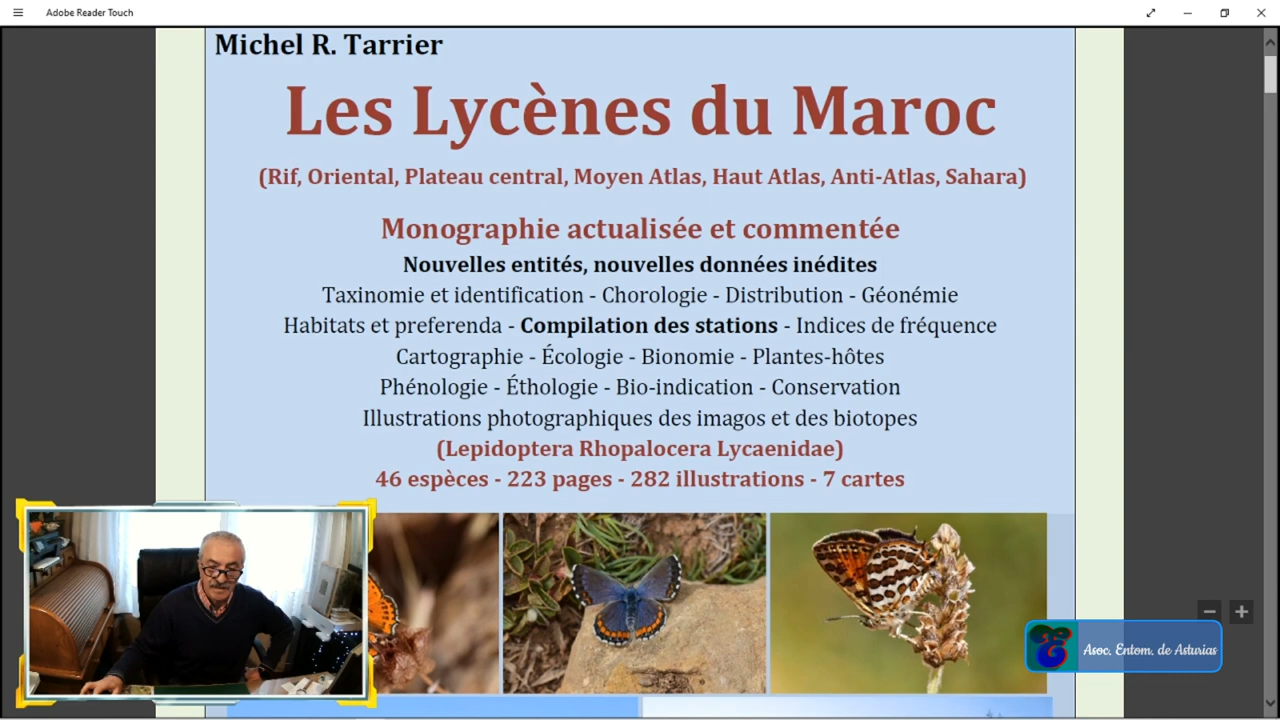 Adobe Reader Touch
Michel R. Tarrier
Les Lycènes du Maroc
(Rif, Oriental, Plateau central, Moyen Atlas, Haut Atlas, Anti-Atlas, Sahara)
Monographie actualisée et commentée
Nouvelles entités, nouvelles données inédites
Taxinomie et identification - Chorologie - Distribution - Géonémie
Habitats et preferenda - Compilation des stations - Indices de fréquence
Cartographie - Écologie - Bionomie - Plantes-hôtes
Phénologie - Éthologie - Bio-indication - Conservation
Illustrations photographiques des imagos et des biotopes
(Lepidoptera Rhopalocera Lycaenidae)
46 espèces - 223 pages - 282 illustrations - 7 cartes
Asoc. Entom. de Asturias